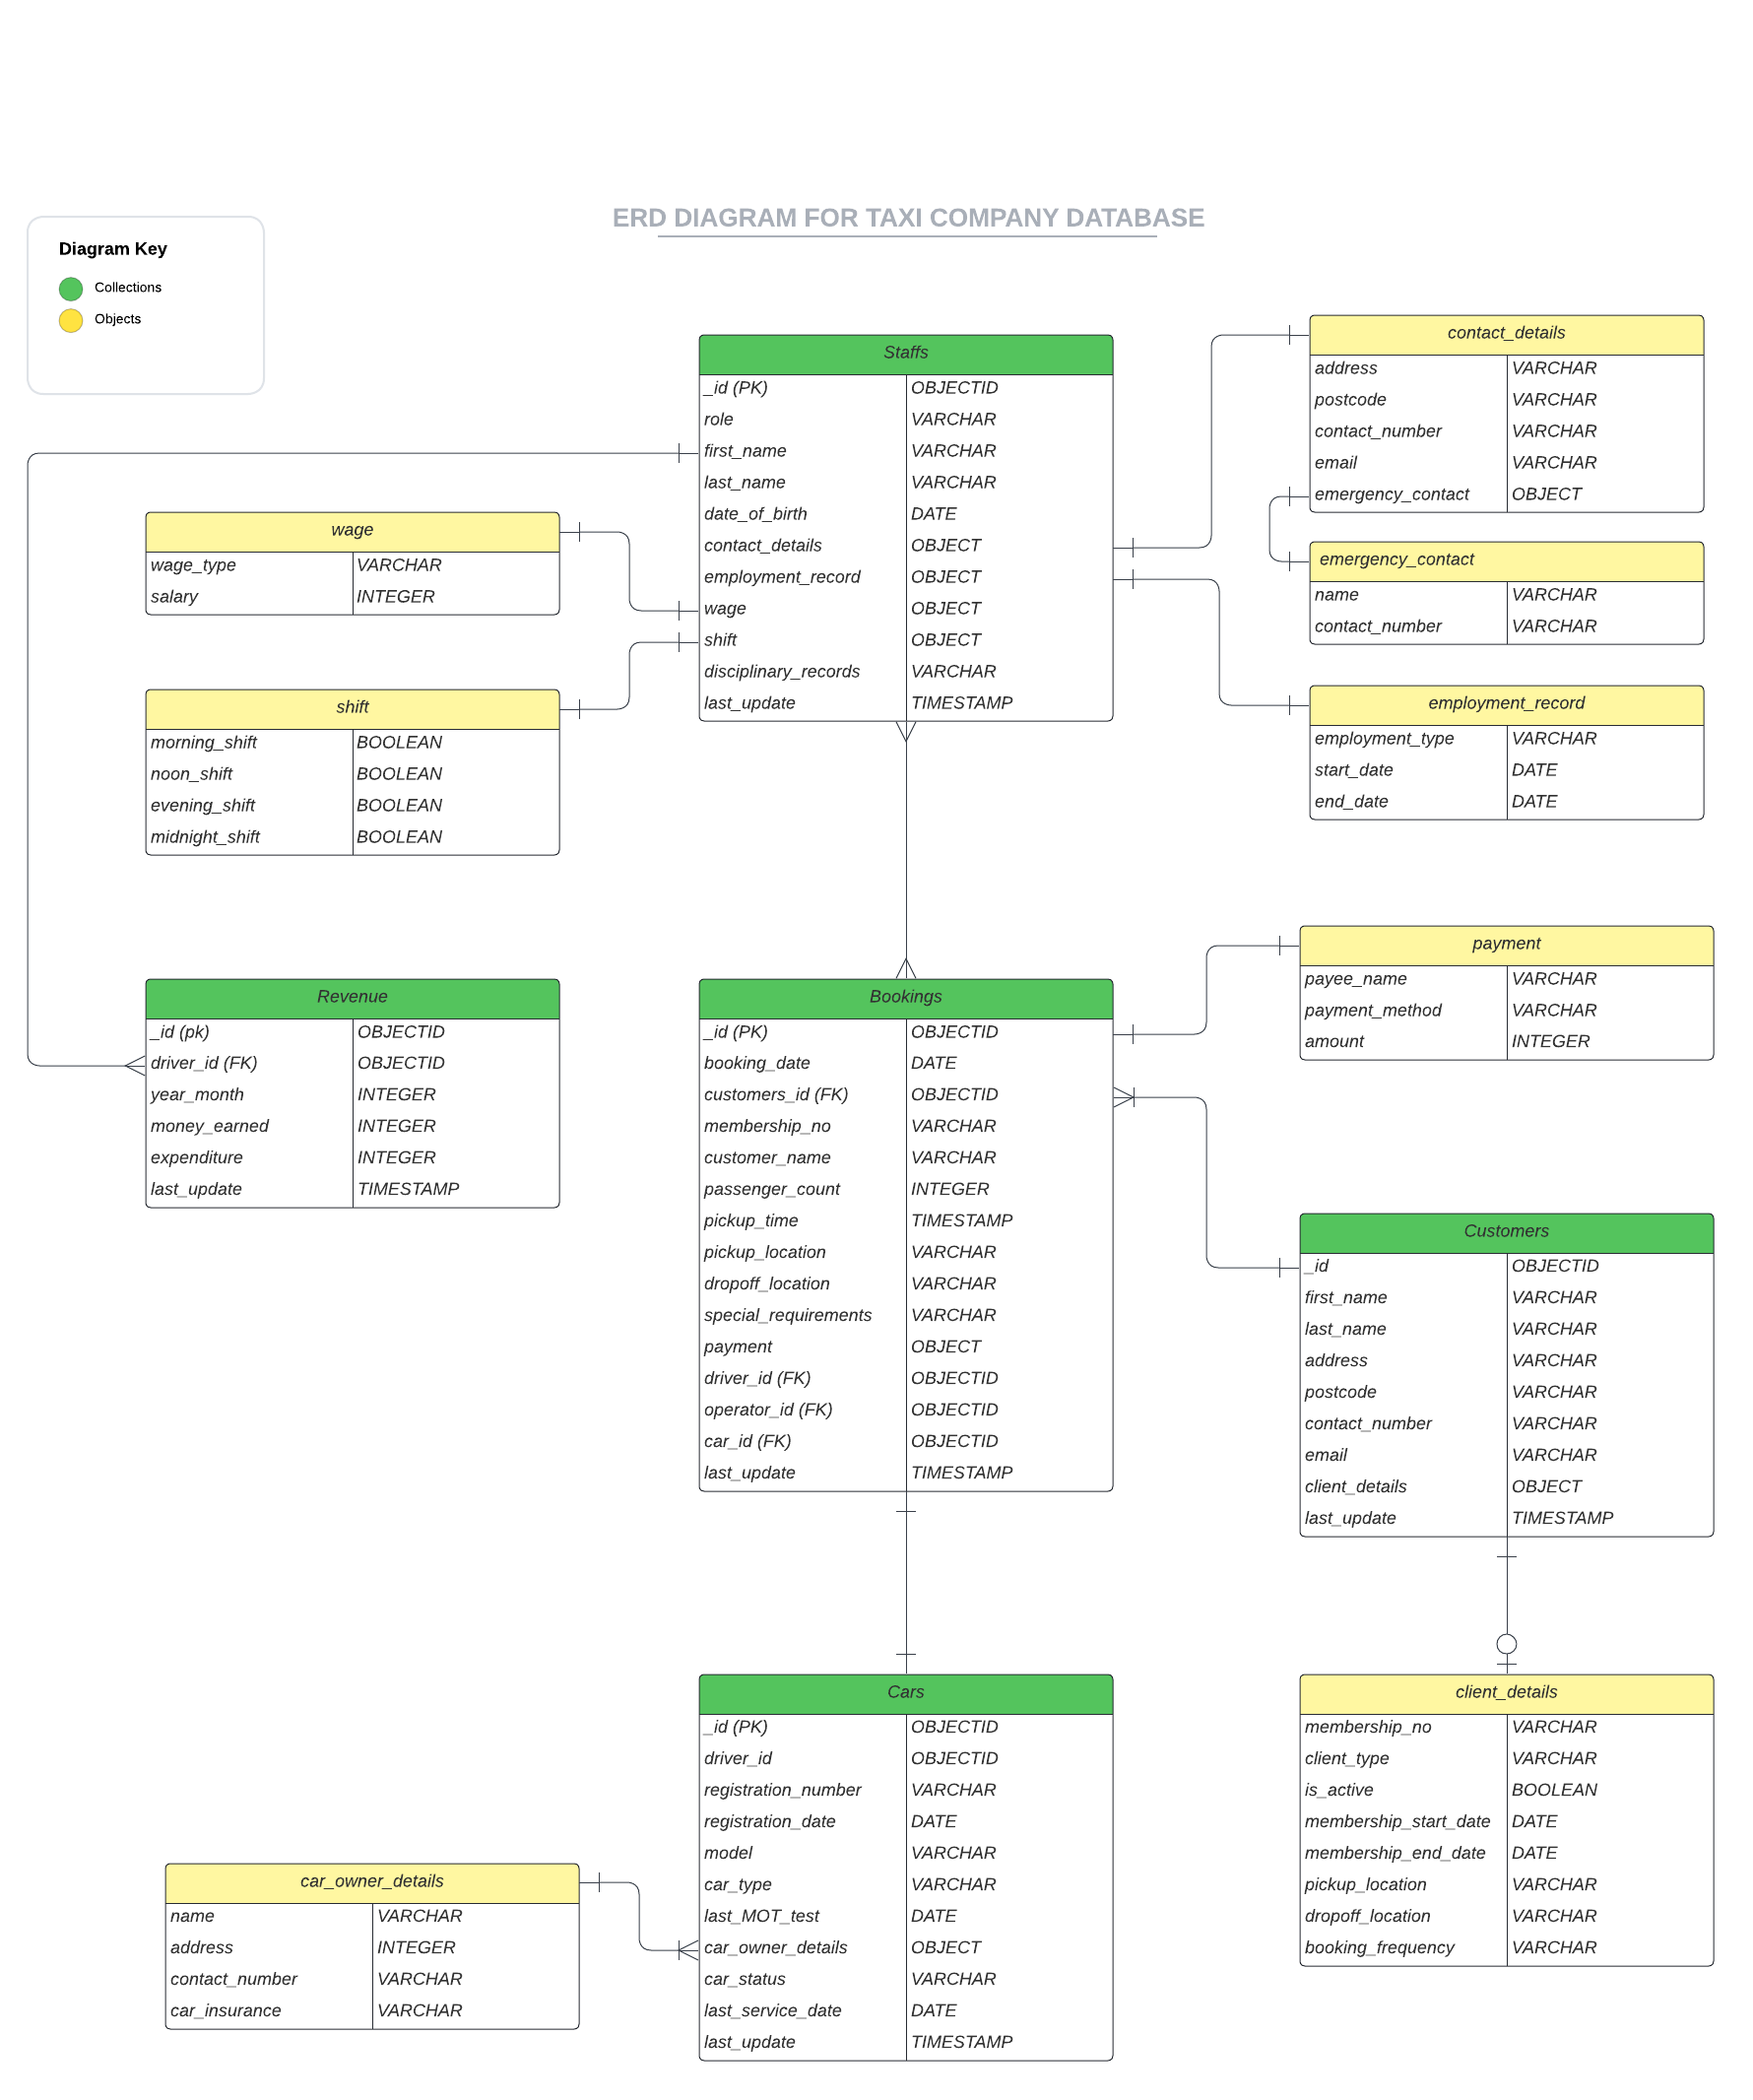 ERD DIAGRAM FOR TAXI COMPANY DATABASE
Diagram Key
Collections
Objects
Staffs
_id (PK) OBJECTID
role VARCHAR
first_name VARCHAR
last_name VARCHAR
date_of_birth DATE
contact_details OBJECT
employment_record OBJECT
wage OBJECT
shift OBJECT
disciplinary_records VARCHAR
last_update TIMESTAMP
contact_details
address VARCHAR
postcode VARCHAR
contact_number VARCHAR
email VARCHAR
emergency_contact OBJECT
emergency_contact
name VARCHAR
contact_number VARCHAR
employment_record
employment_type VARCHAR
start_date DATE
end_date DATE
wage
wage_type VARCHAR
salary INTEGER
shift
morning_shift BOOLEAN
noon_shift BOOLEAN
evening_shift BOOLEAN
midnight_shift BOOLEAN
Revenue
_id (pk) OBJECTID
driver_id (FK) OBJECTID
year_month INTEGER
money_earned INTEGER
expenditure INTEGER
last_update TIMESTAMP
Bookings
_id (PK) OBJECTID
booking_date DATE
customers_id (FK) OBJECTID
membership_no VARCHAR
customer_name VARCHAR
passenger_count INTEGER
pickup_time TIMESTAMP
pickup_location VARCHAR
dropoff_location VARCHAR
special_requirements VARCHAR
payment OBJECT
driver_id (FK) OBJECTID
operator_id (FK) OBJECTID
car_id (FK) OBJECTID
last_update TIMESTAMP
payment
payee_name VARCHAR
payment_method VARCHAR
amount INTEGER
Customers
_id OBJECTID
first_name VARCHAR
last_name VARCHAR
address VARCHAR
postcode VARCHAR
contact_number VARCHAR
email VARCHAR
client_details OBJECT
last_update TIMESTAMP
Cars
_id (PK) OBJECTID
driver_id OBJECTID
registration_number VARCHAR
registration_date DATE
model VARCHAR
car_type VARCHAR
last_MOT_test DATE
car_owner_details OBJECT
car_status VARCHAR
last_service_date DATE
last_update TIMESTAMP
client_details
membership_no VARCHAR
client_type VARCHAR
is_active BOOLEAN
membership_start_date DATE
membership_end_date DATE
pickup_location VARCHAR
dropoff_location VARCHAR
booking_frequency VARCHAR
car_owner_details
name VARCHAR
address INTEGER
contact_number VARCHAR
car_insurance VARCHAR